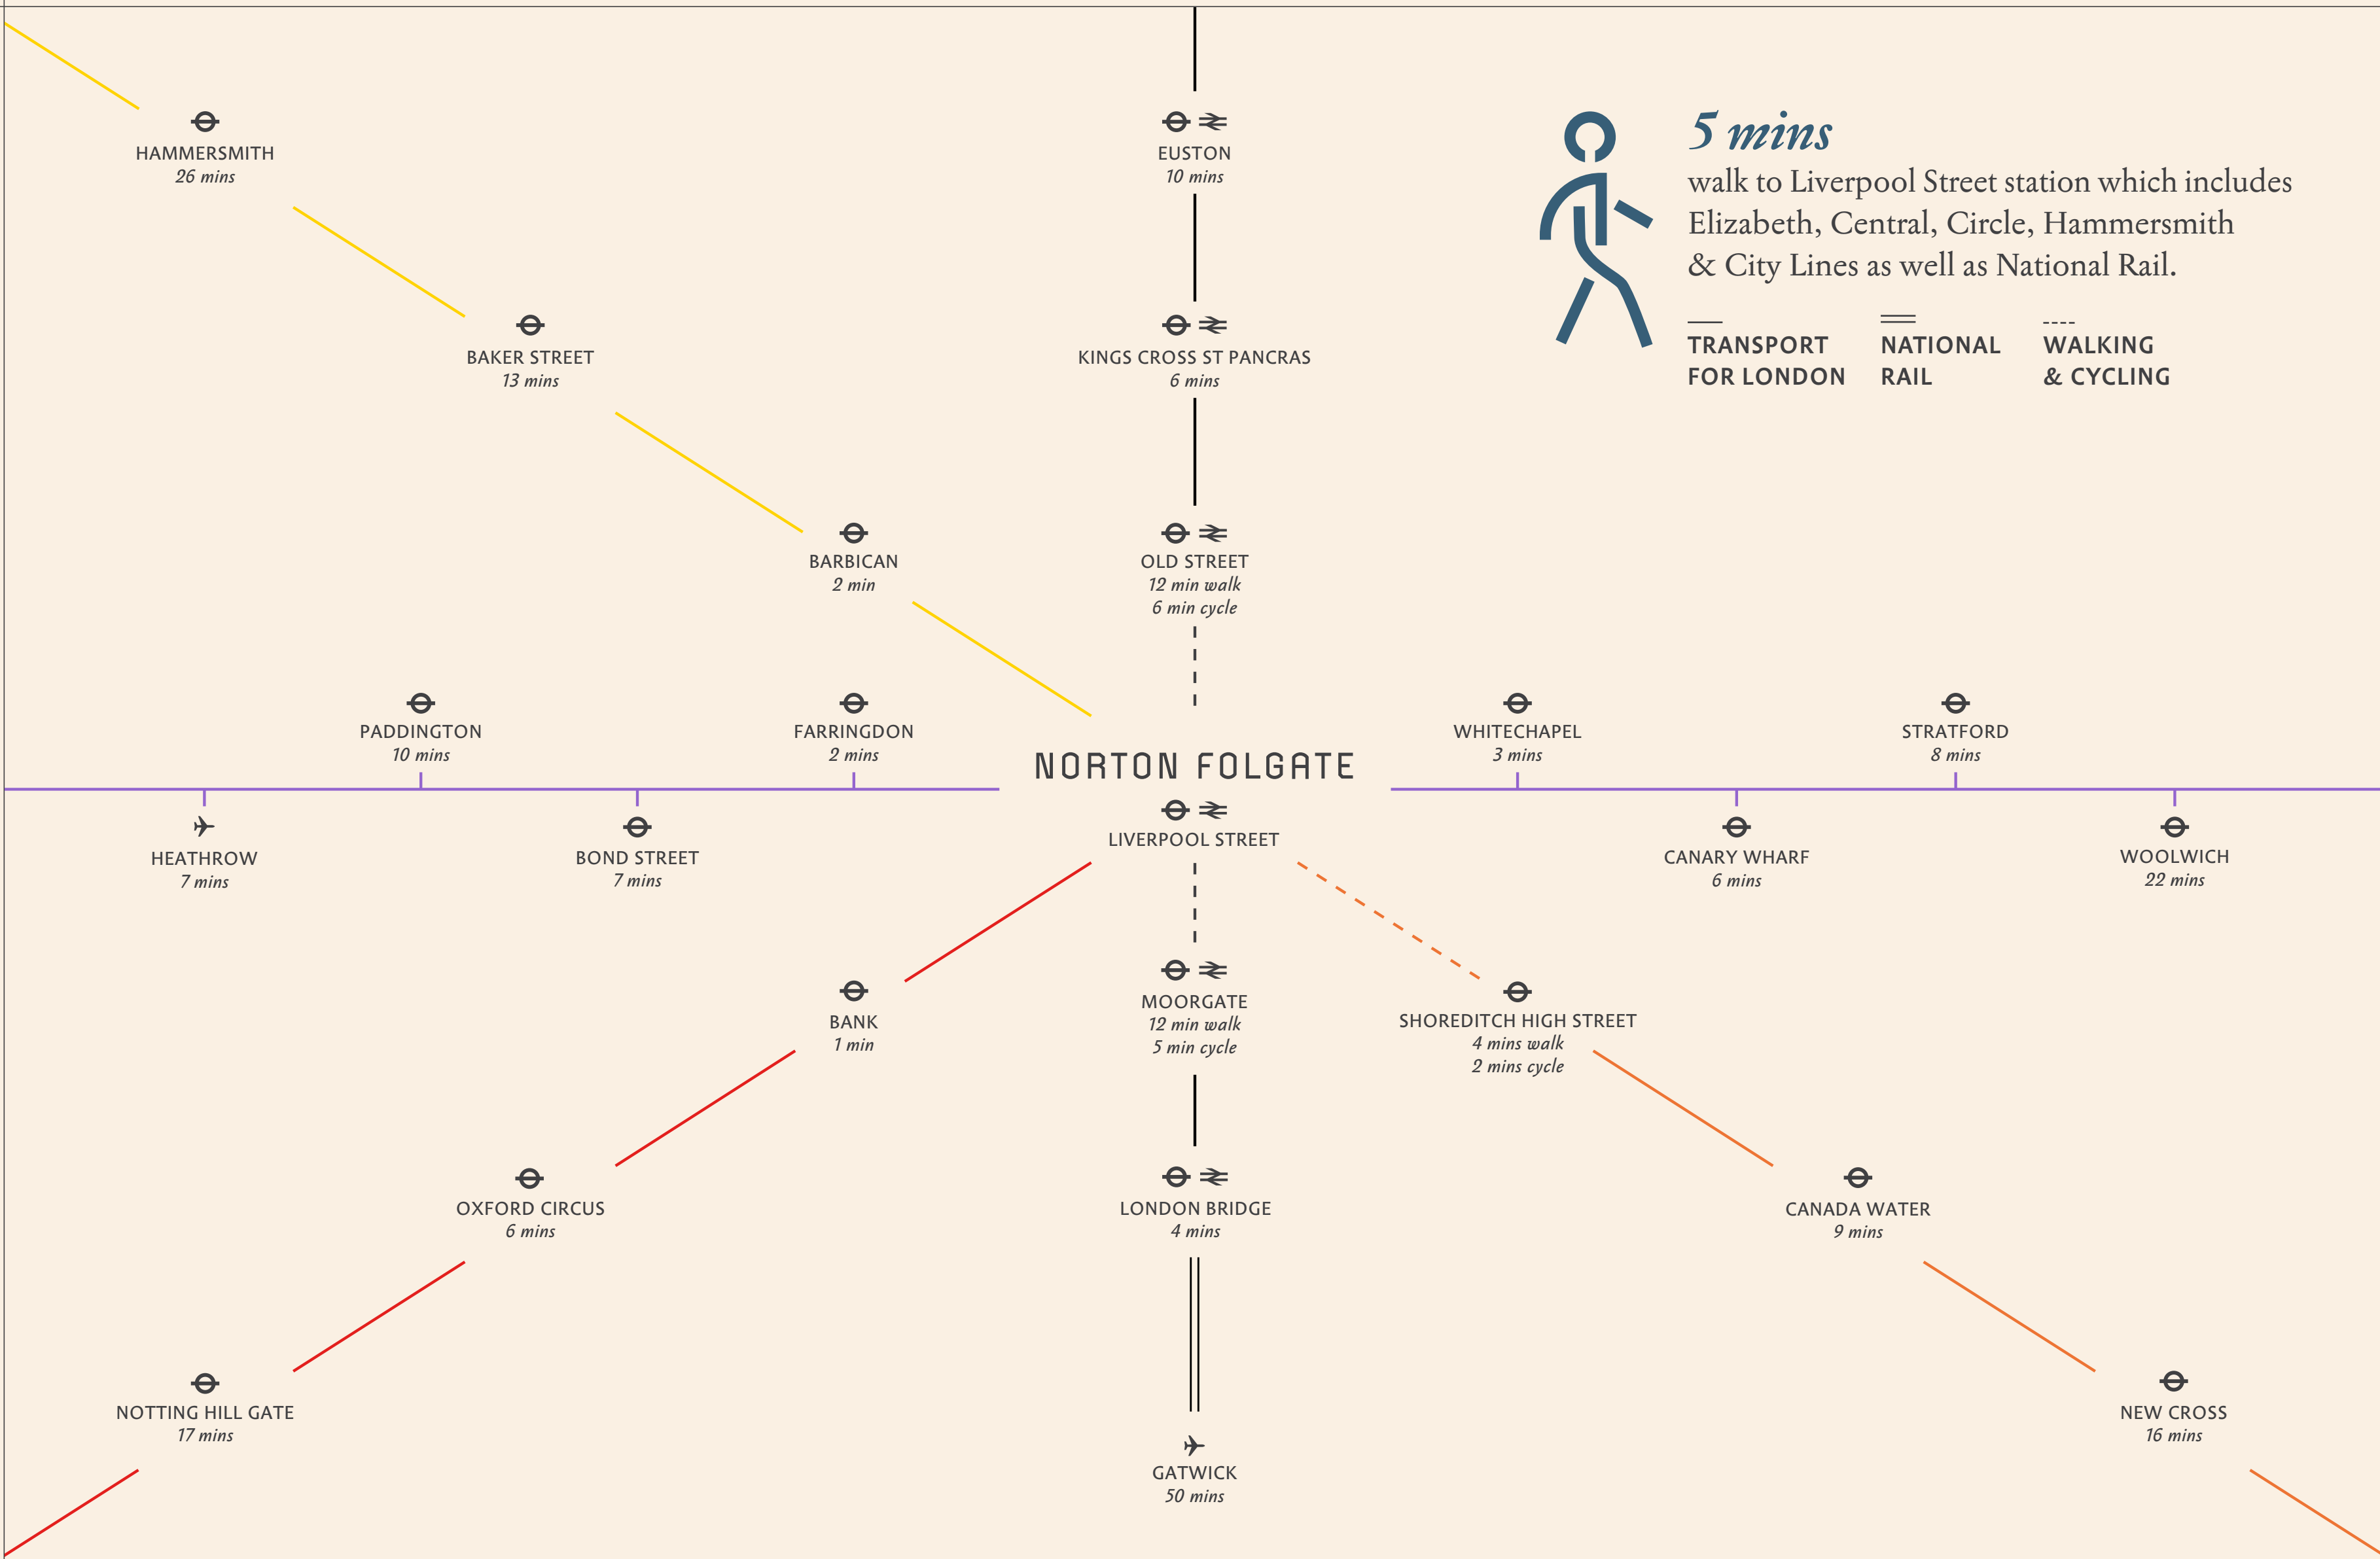 HAMMERSMITH
26 mins
EUSTON
10 mins
5 mins
walk to Liverpool Street station which includes
Elizabeth, Central, Circle, Hammersmith
& City Lines as well as National Rail.
TRANSPORT
FOR LONDON
NATIONAL
RAIL
WALKING
& CYCLING
BAKER STREET
13 mins
KINGS CROSS ST PANCRAS
6 mins
BARBICAN
2 min
OLD STREET
12 min walk
6 min cycle
PADDINGTON
10 mins
FARRINGDON
2 mins
WHITECHAPEL
3 mins
STRATFORD
8 mins
NORTON FOLGATE
LIVERPOOL STREET
HEATHROW
7 mins
BOND STREET
7 mins
CANARY WHARF
6 mins
WOOLWICH
22 mins
BANK
1 min
MOORGATE
12 min walk
5 min cycle
SHOREDITCH HIGH STREET
4 mins walk
2 mins cycle
OXFORD CIRCUS
6 mins
LONDON BRIDGE
4 mins
CANADA WATER
9 mins
NOTTING HILL GATE
17 mins
NEW CROSS
16 mins
GATWICK
50 mins